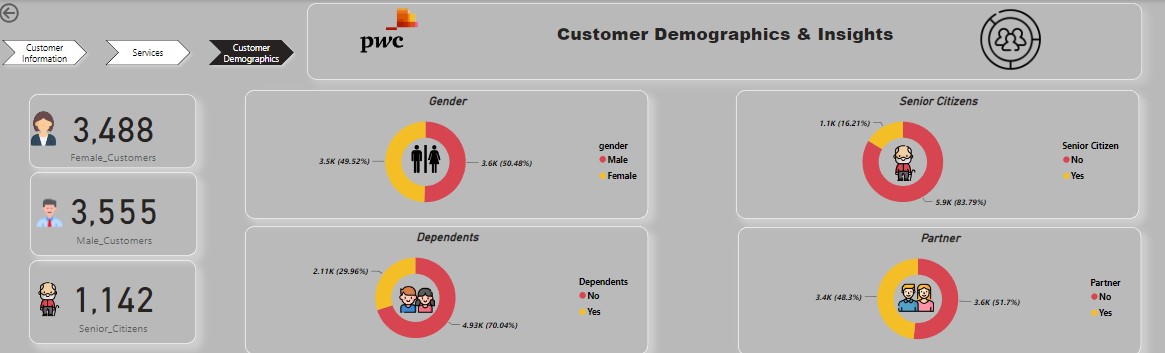 Customer
Information
Services
Customer
Demographics
pwc
Customer Demographics & Insights
3,488
Female_Customers
3,555
Male_Customers
1,142
Senior_Citizens
Gender
3.5K (49.52%)
3.6K (50.48%)
gender
Male
Female
Senior Citizens
1.1K (16.21%)
5.9K (83.79%)
Senior Citizen
No
Yes
Dependents
2.11K (29.96%)
4.93K (70.04%)
Dependents
No
Yes
Partner
3.4K (48.3%)
3.6K (51.7%)
Partner
No
Yes